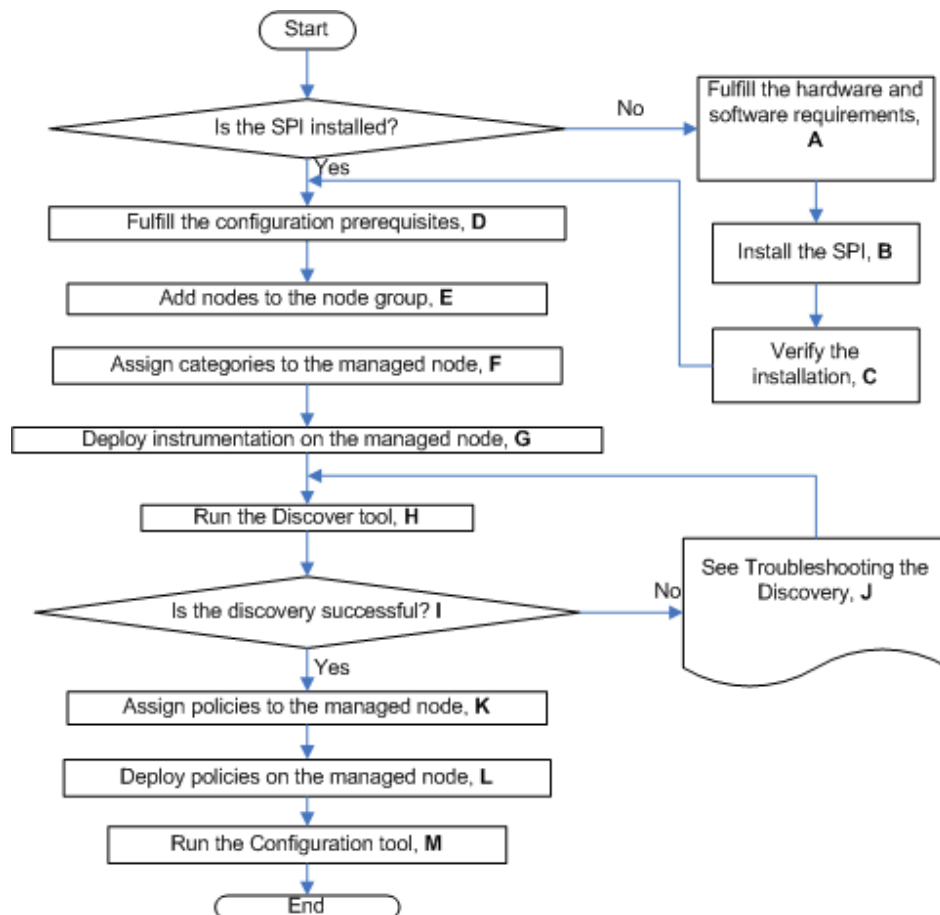 Start
Is the SPI installed?
No
Fulfill the hardware and
software requirements,
A
Yes
Fulfill the configuration prerequisites, D
Install the SPI, B
Add nodes to the node group, E
Verify the
installation, C
Assign categories to the managed node, F
Deploy instrumentation on the managed node, G
Run the Discover tool, H
See Troubleshooting the
Discovery, J
Is the discovery successful? I
No
Yes
Assign policies to the managed node, K
Deploy policies on the managed node, L
Run the Configuration tool, M
End